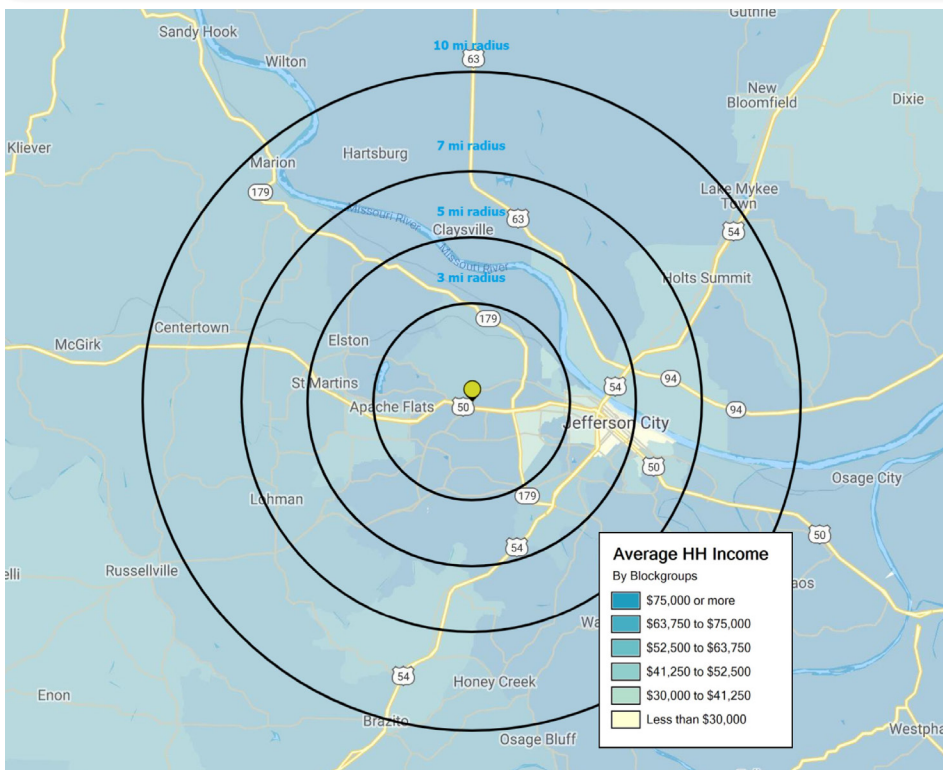 Guthrie
Sandy Hook
10 mi radius
63
Wilton
New
Bloomfield
Dixie
Kliever
7 mi radius
Hartsburg
Marion
179
Lake Mykee
Town
Missouri River
5 mi radius
63
Claysville
54
Missouri River
3 mi radius
Holts Summit
179
Centertown
McGirk
Elston
St Martins
54
94
Apache Flats
50
94
Jefferson City
50
Osage City
Lohman
179
50
54
Russellville
elli
aos
Wa
54
Honey Creek
Enon
Brazito
Osage Bluff
Westpha
Average HH Income
By Blockgroups
$75,000 or more
$63,750 to $75,000
$52,500 to $63,750
$41,250 to $52,500
$30,000 to $41,250
Less than $30,000